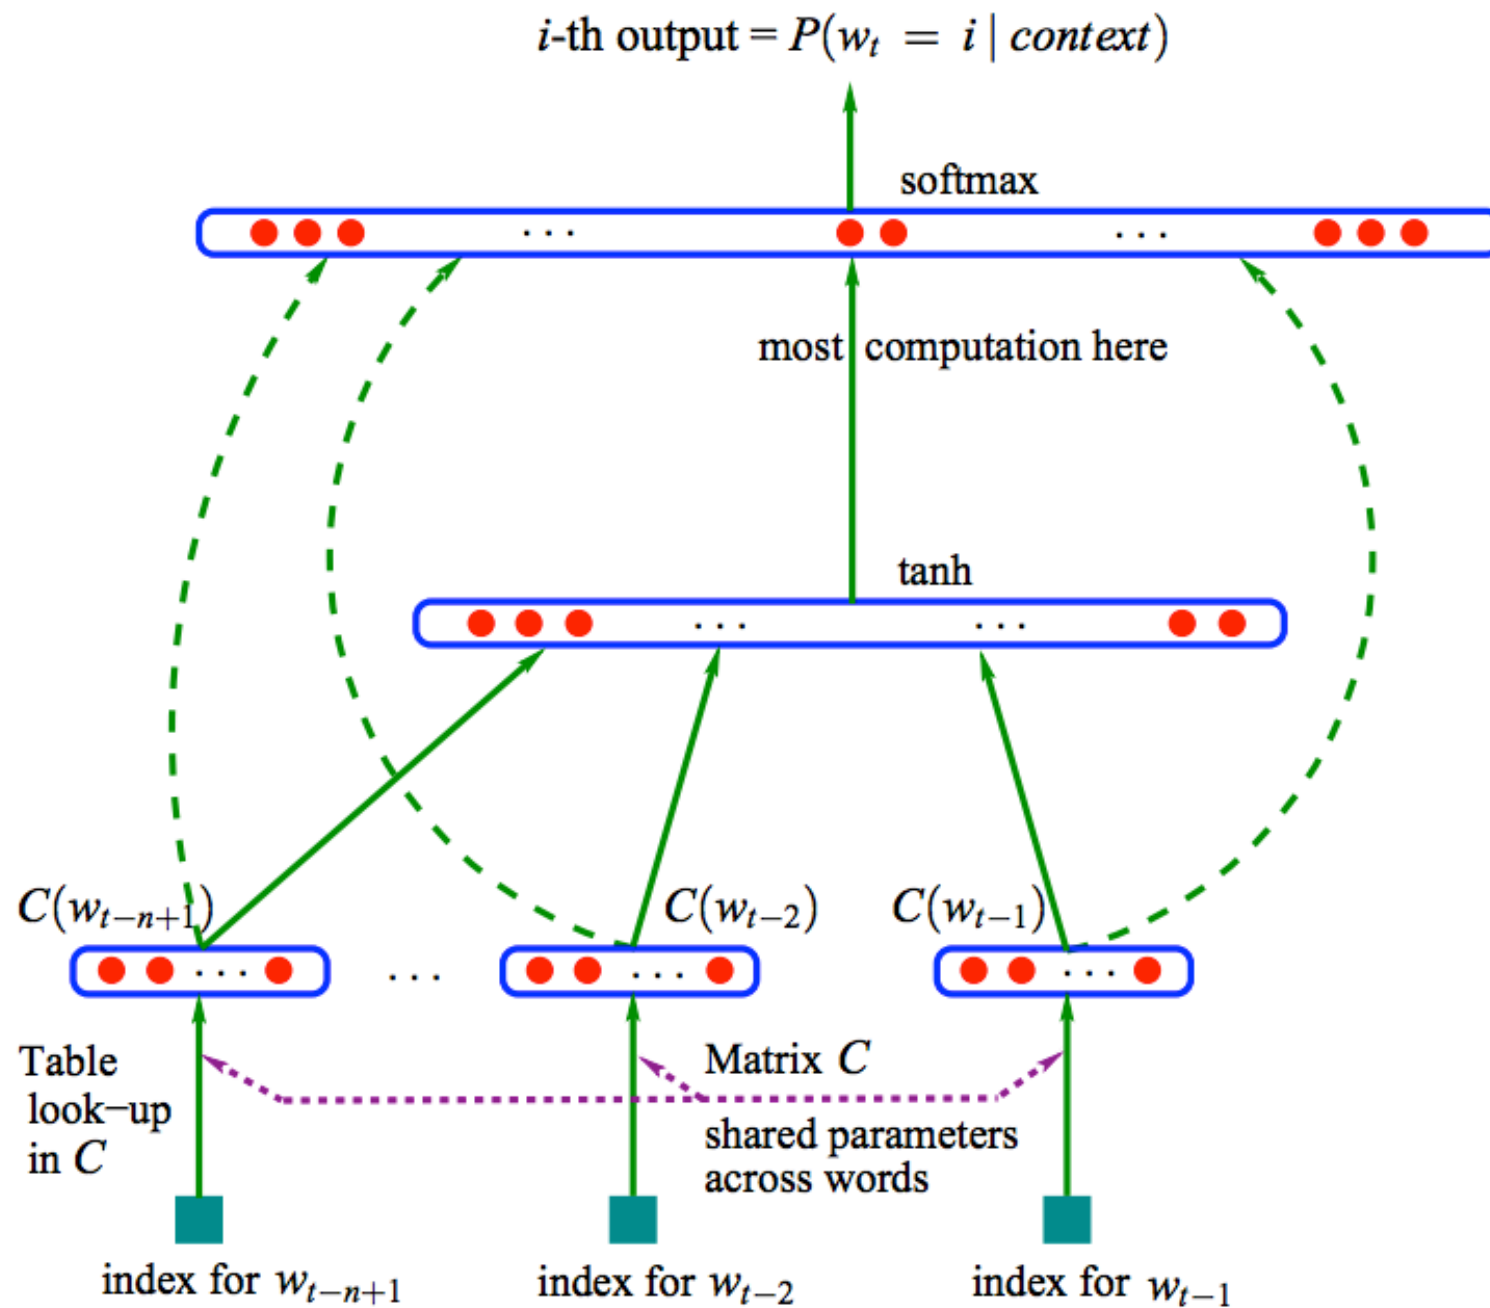 i-th output = P(w_t = i | context)
softmax
. . .
. . .
most computation here
tanh
. . .
. . .
C(w_{t−n+1})
C(w_{t−2})
C(w_{t−1})
. . .
. . .
. . .
. . .
Table
look−up
in C
Matrix C
shared parameters
across words
index for w_{t−n+1}
index for w_{t−2}
index for w_{t−1}